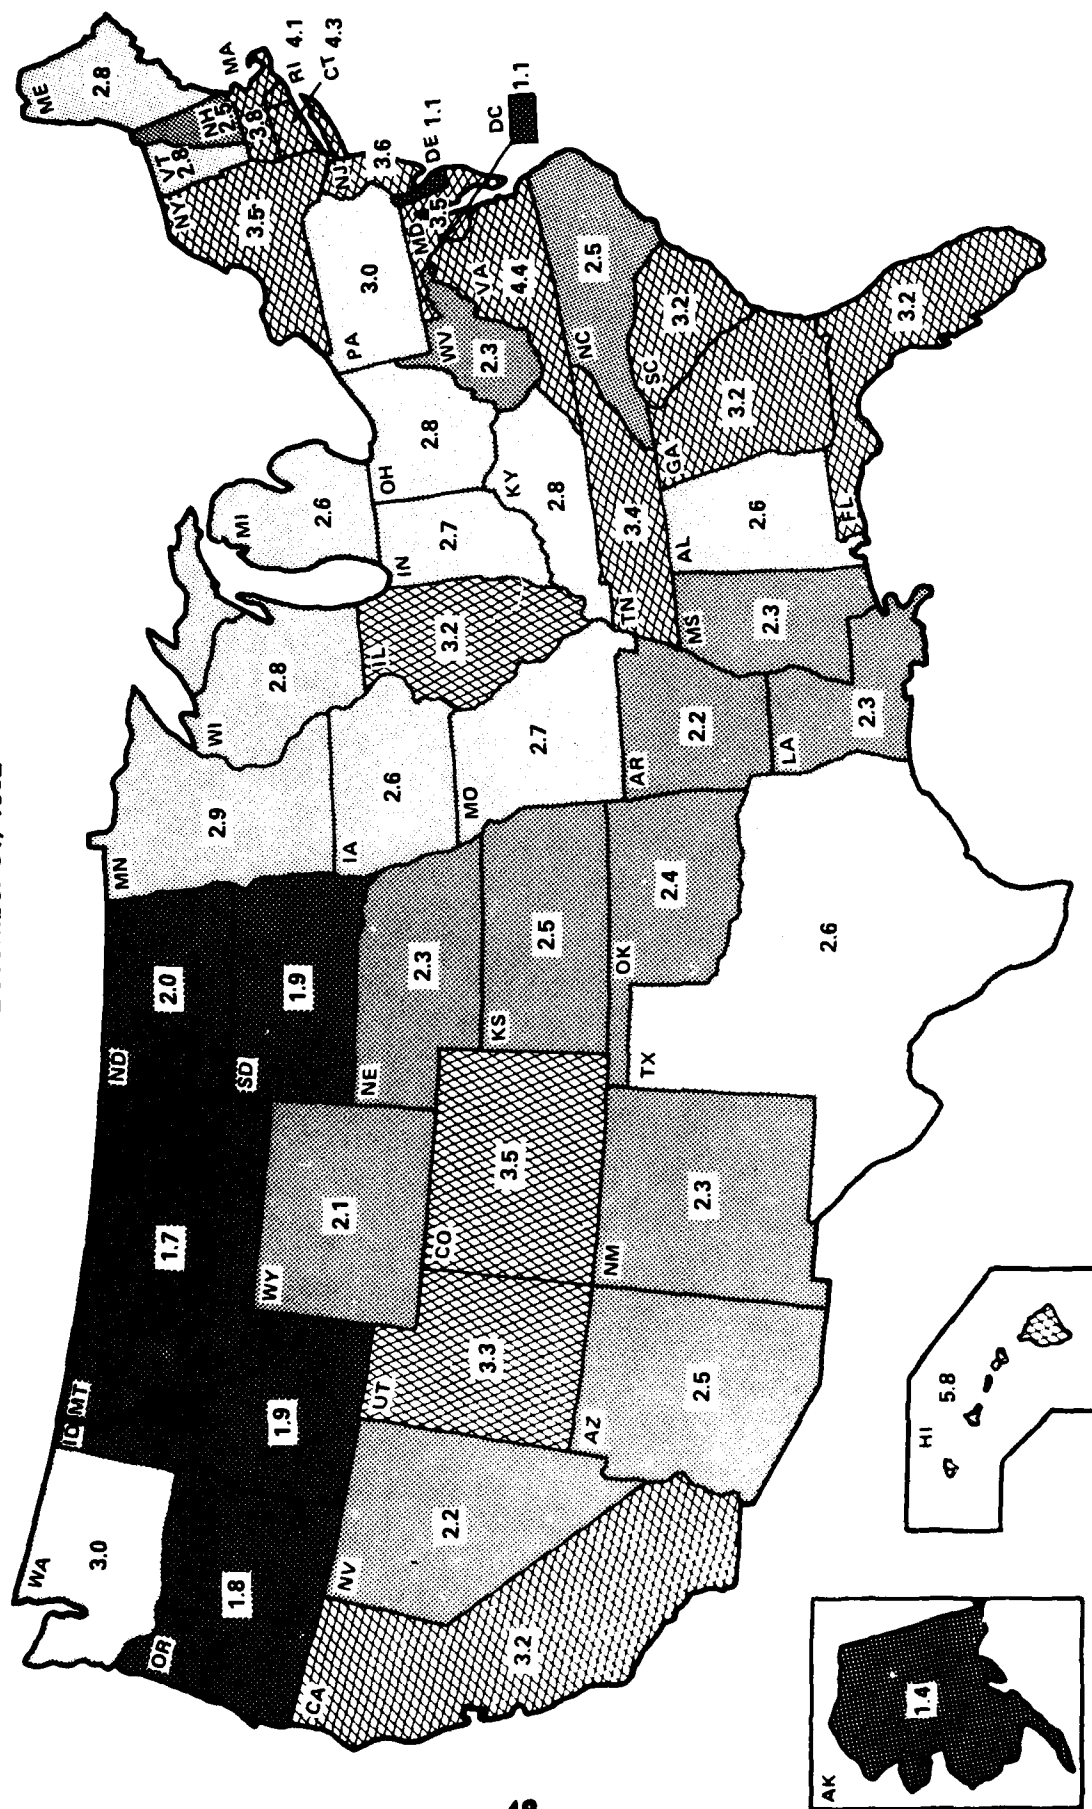 WA
3.0
ID
MT
1.7
ND
2.0
MN
2.9
OR
1.8
1.9
WY
2.1
SD
1.9
WI
2.8
MI
2.6
CA
3.2
NV
2.2
UT
3.3
CO
3.5
NE
2.3
KS
2.5
IA
2.6
MO
2.7
IL
3.2
IN
2.7
OH
2.8
KY
2.8
WV
2.3
PA
3.0
NY
3.5
VT
2.8
NH
2.5
ME
2.8
MA
3.8
RI 4.1
CT 4.3
NJ
3.6
DE 1.1
MD
3.5
DC
1.1
VA
4.4
NC
2.5
SC
3.2
GA
3.2
FL
3.2
TN
3.4
AL
2.6
MS
2.3
AR
2.2
LA
2.3
OK
2.4
TX
2.6
NM
2.3
AZ
2.5
AK
1.4
HI
5.8